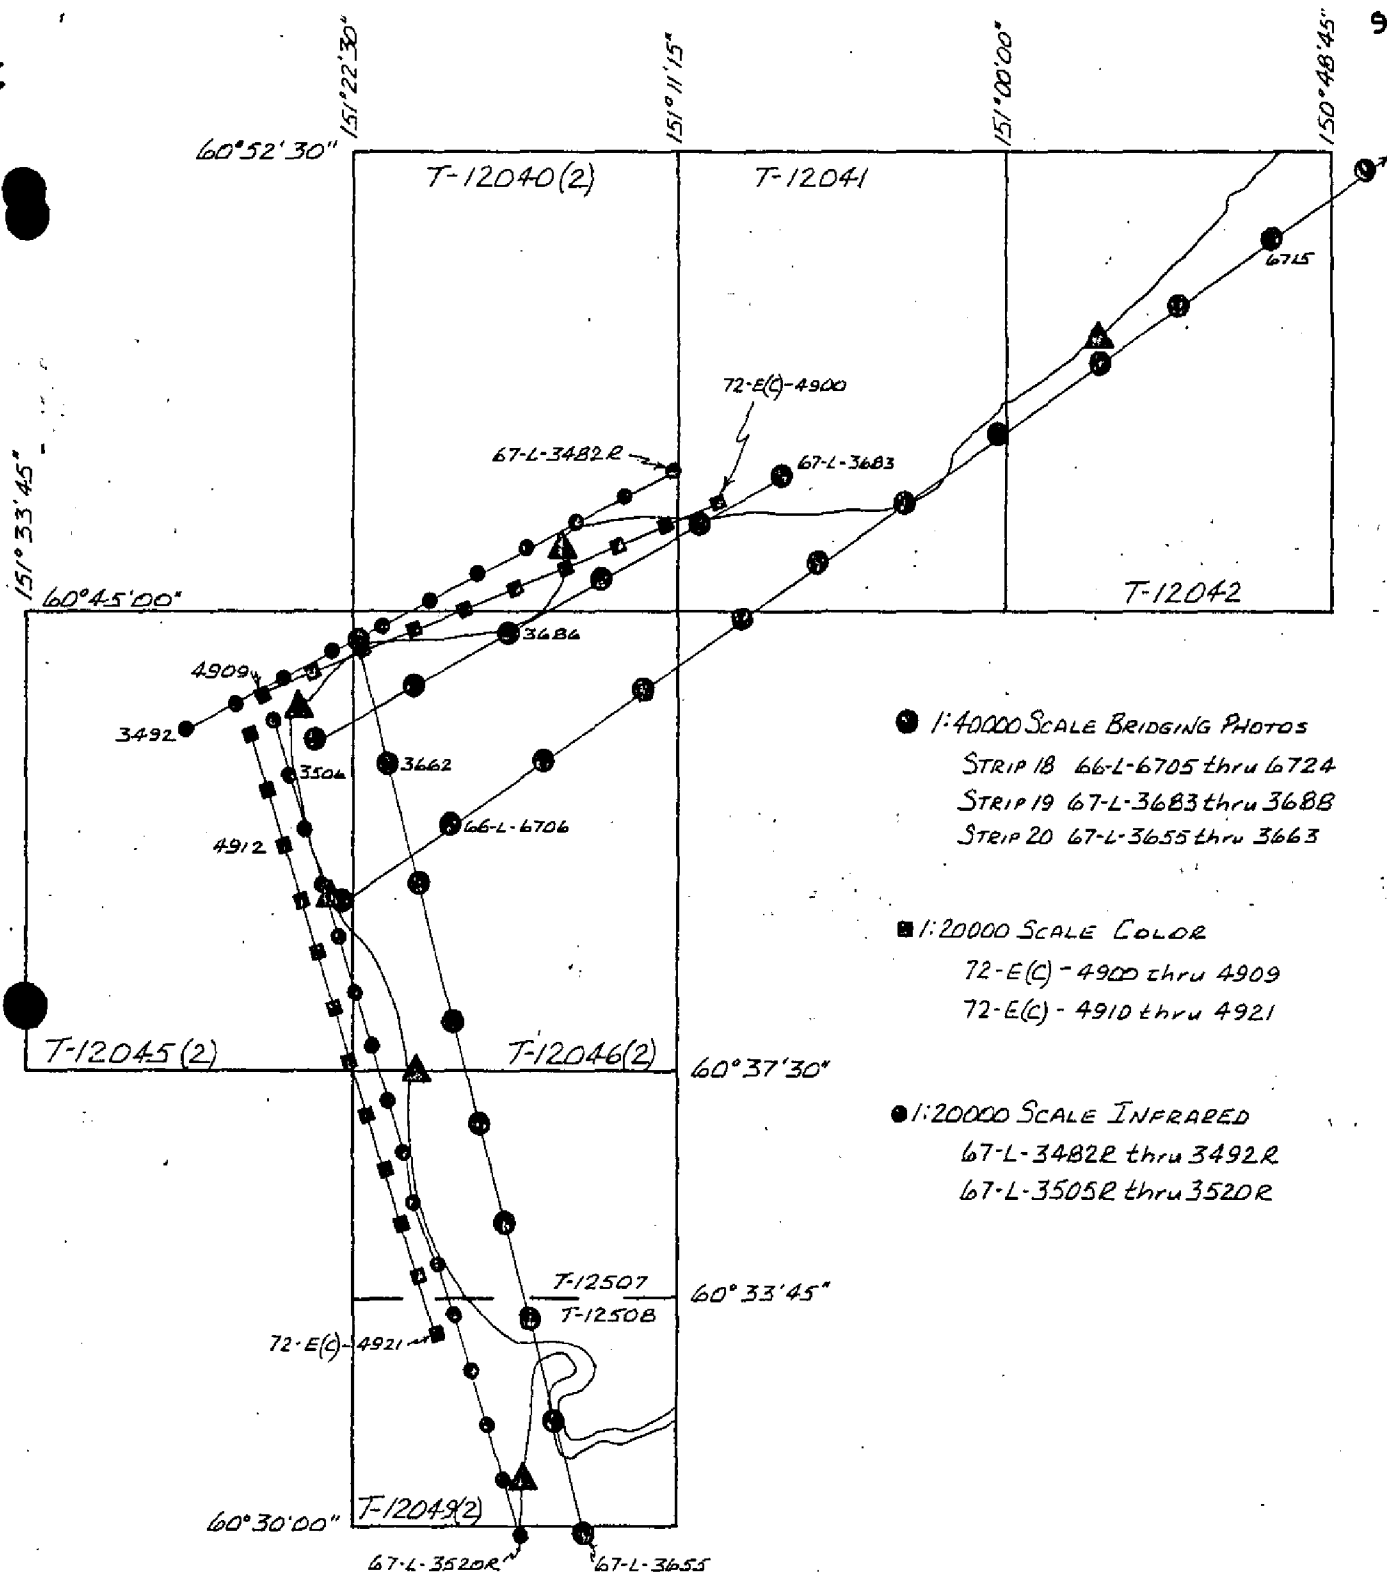 9
151°22'30"
151°11'15"
151°00'00"
150°48'45"
60°52'30"
T-12040(2)
T-12041
6715
72-E(C)-4900
67-L-3482R
67-L-3683
151°33'45"
60°45'00"
T-12042
3686
4909
3492
3506
3662
66-L-6706
4912
1:40000 SCALE BRIDGING PHOTOS
STRIP 18 66-L-6705 thru 6724
STRIP 19 67-L-3683 thru 3688
STRIP 20 67-L-3655 thru 3663
1:20000 SCALE COLOR
72-E(C)-4900 thru 4909
72-E(C)-4910 thru 4921
T-12045(2)
T-12046(2)
60°37'30"
1:20000 SCALE INFRARED
67-L-3482R thru 3492R
67-L-3505R thru 3520R
T-12507
60°33'45"
T-12508
72-E(C)-4921
T-12049(2)
60°30'00"
67-L-3520R
67-L-3655